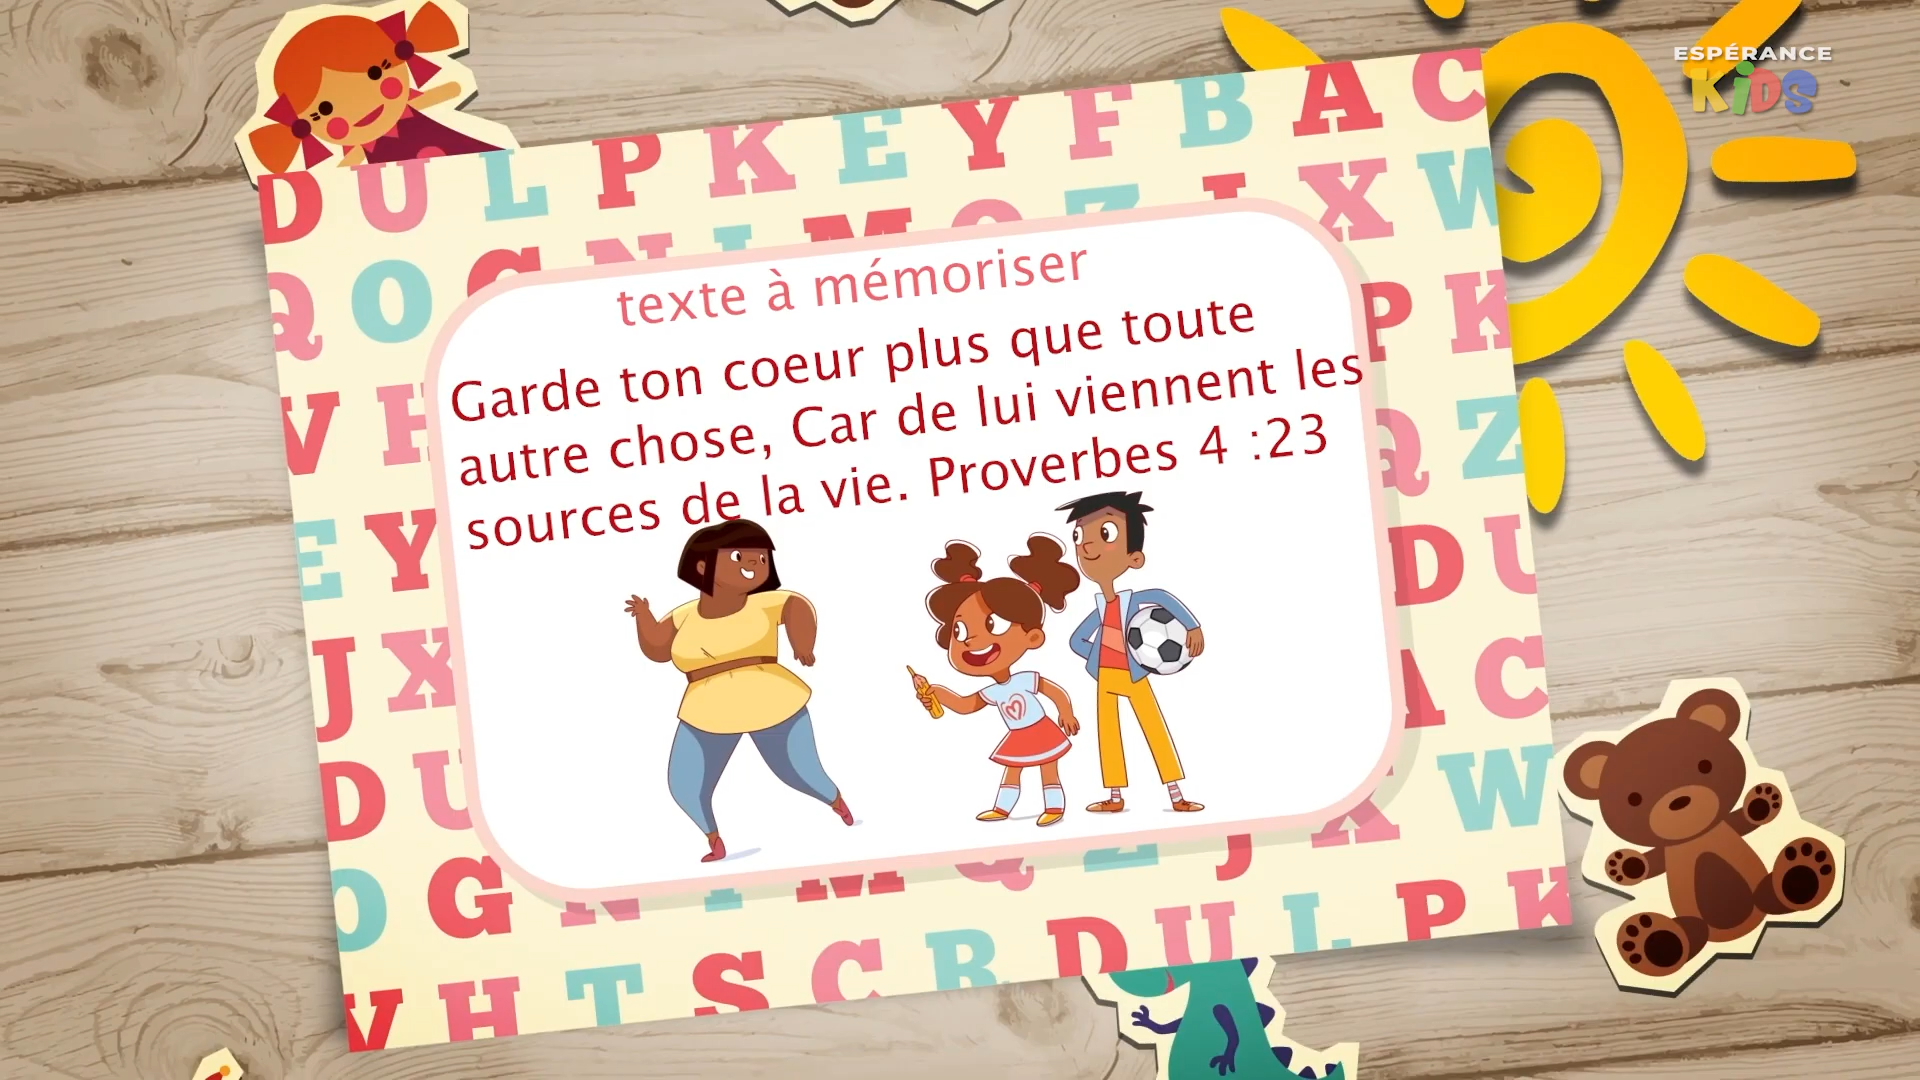 ESPÉRANCE
KiDS
texte à mémoriser
Garde ton coeur plus que toute
autre chose, Car de lui viennent les
sources de la vie. Proverbes 4 :23
D U L P K E Y F B A C
X W
Q O
P K
V H
Q Z
E Y
D U
J X
A C
D U
W
O G
V H T S C B D U L P K